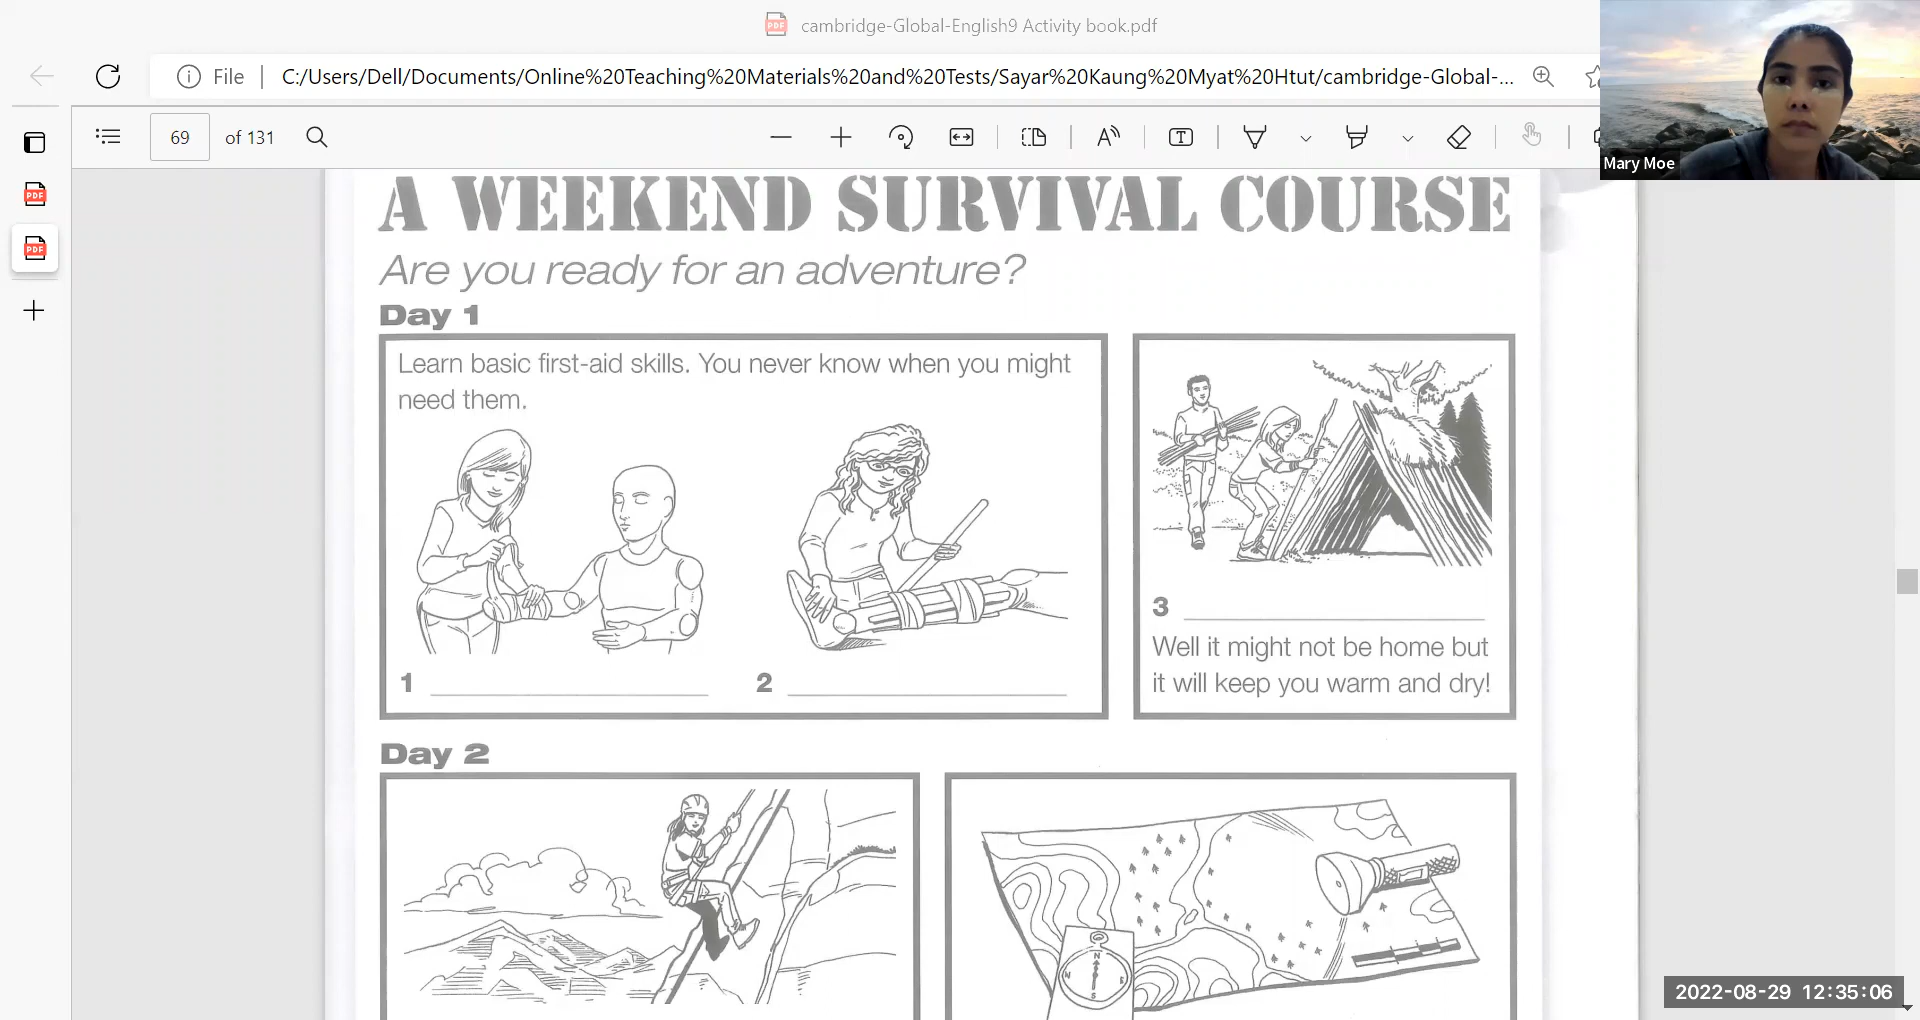 cambridge-Global-English9 Activity book.pdf
File
C:/Users/Dell/Documents/Online%20Teaching%20Materials%20and%20Tests/Sayar%20Kaung%20Myat%20Htut/cambridge-Global-...
69 of 131
Mary Moe
A WEEKEND SURVIVAL COURSE
Are you ready for an adventure?
Day 1
Learn basic first-aid skills. You never know when you might
need them.
1
2
3
Well it might not be home but
it will keep you warm and dry!
Day 2
N
W
S
2022-08-29 12:35:06